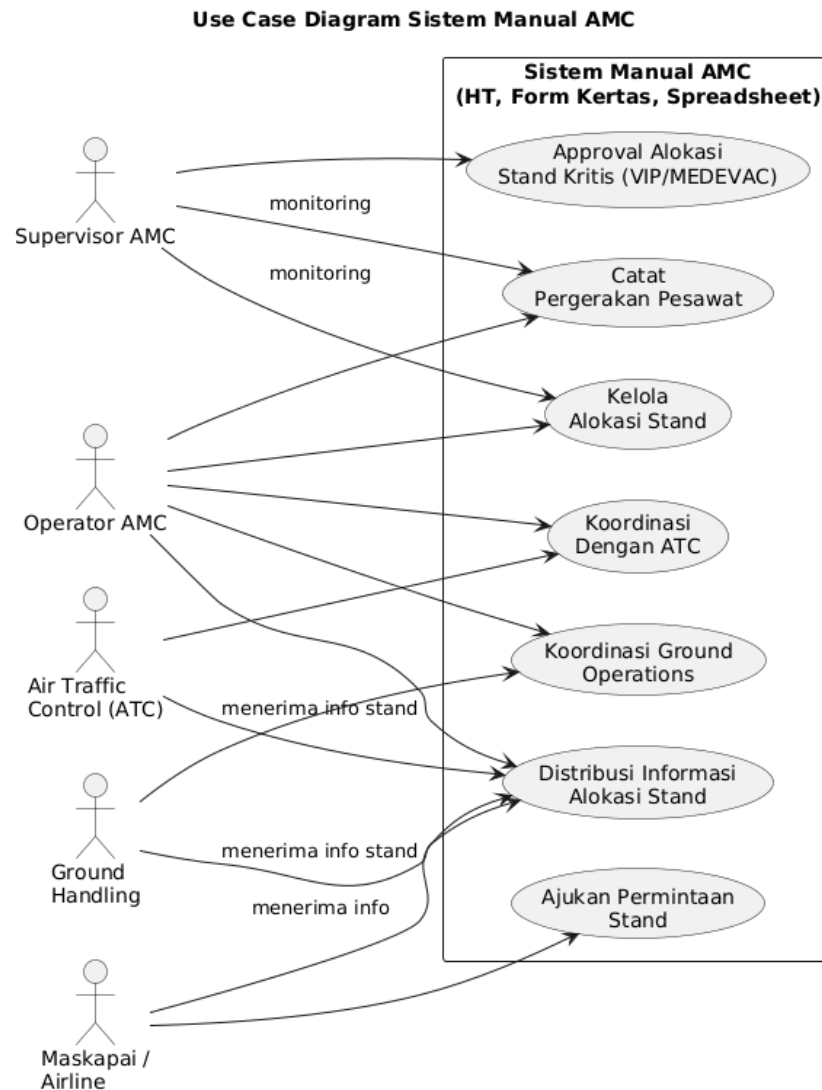 Use Case Diagram Sistem Manual AMC
Sistem Manual AMC
(HT, Form Kertas, Spreadsheet)
Approval Alokasi
Stand Kritis (VIP/MEDEVAC)
Supervisor AMC
monitoring
monitoring
Catat
Pergerakan Pesawat
Kelola
Alokasi Stand
Operator AMC
Koordinasi
Dengan ATC
Air Traffic
Control (ATC)
Koordinasi Ground
Operations
menerima info stand
Distribusi Informasi
Alokasi Stand
Ground
Handling
menerima info stand
menerima info
Ajukan Permintaan
Stand
Maskapai /
Airline